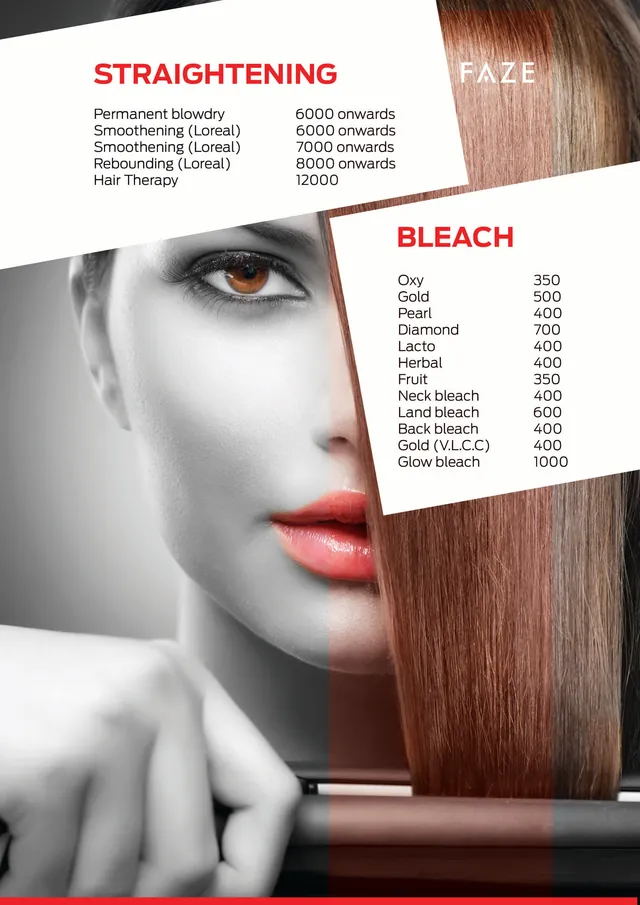 STRAIGHTENING
FAZE
Permanent blowdry 6000 onwards
Smoothening (Loreal) 6000 onwards
Smoothening (Loreal) 7000 onwards
Rebounding (Loreal) 8000 onwards
Hair Therapy 12000
BLEACH
Oxy 350
Gold 500
Pearl 400
Diamond 700
Lacto 400
Herbal 400
Fruit 350
Neck bleach 400
Land bleach 600
Back bleach 400
Gold (V.L.C.C) 400
Glow bleach 1000